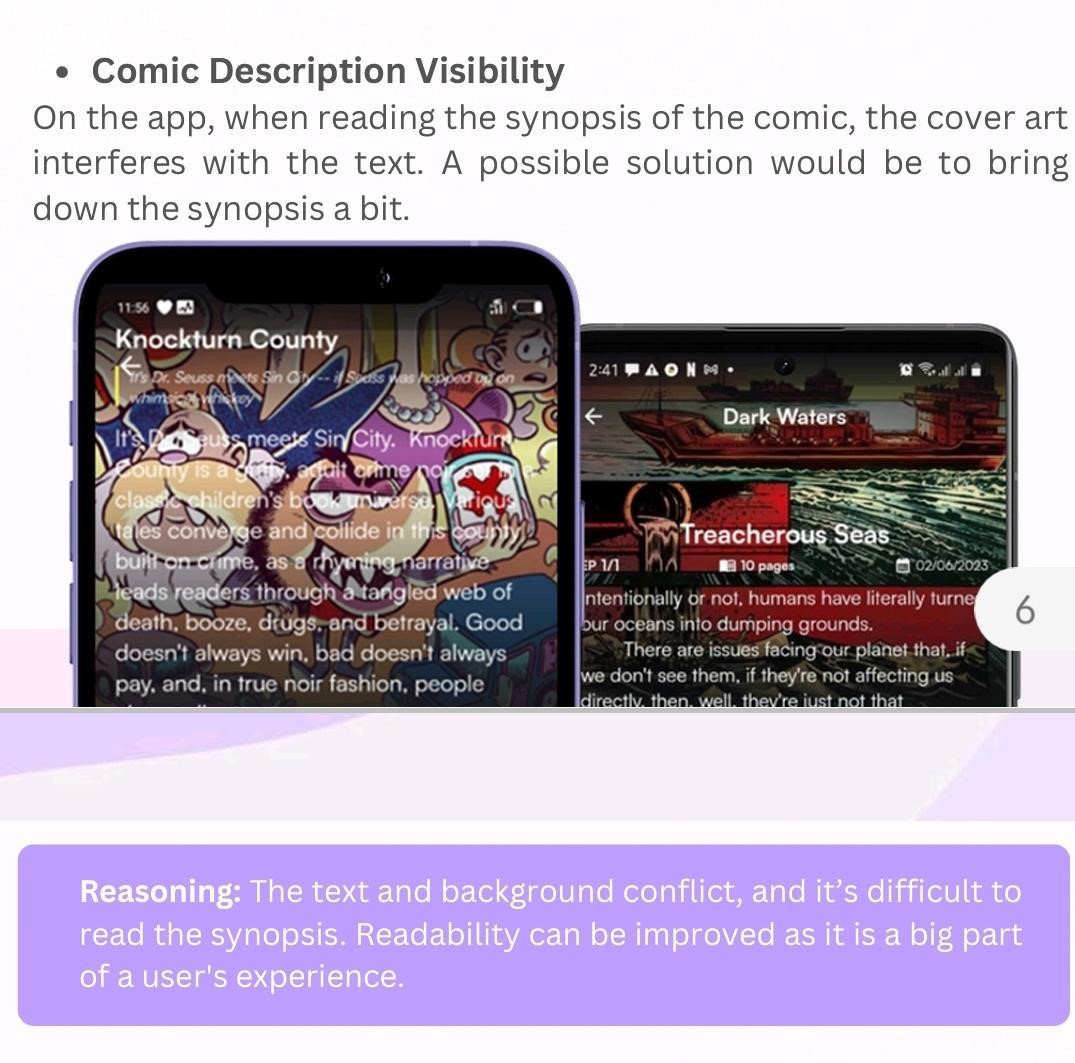 • Comic Description Visibility
On the app, when reading the synopsis of the comic, the cover art
interferes with the text. A possible solution would be to bring
down the synopsis a bit.
11:56
Knockturn County
It's Dr. Seuss meets Sin City -- if Seuss was hopped up on
whimsical whiskey
It's Dr. Seuss meets Sin City. Knockturn
County is a gritty, adult crime noir set in a
classic children's book universe. Various
tales converge and collide in this county
built on crime, as a rhyming narrative
leads readers through a tangled web of
death, booze, drugs, and betrayal. Good
doesn't always win, bad doesn't always
pay, and, in true noir fashion, people
2:41
Dark Waters
Treacherous Seas
EP 1/1 10 pages 02/06/2023
ntentionally or not, humans have literally turne
our oceans into dumping grounds.
There are issues facing our planet that, if
we don't see them, if they're not affecting us
directly, then, well, they're just not that
6
Reasoning: The text and background conflict, and it’s difficult to
read the synopsis. Readability can be improved as it is a big part
of a user's experience.